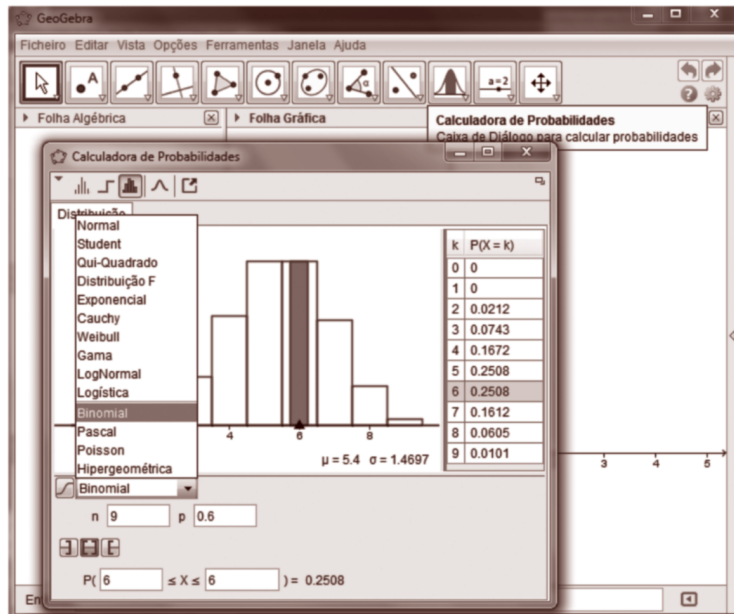 GeoGebra
Ficheiro Editar Vista Opções Ferramentas Janela Ajuda
A
α
a=2
Folha Algébrica
Folha Gráfica
Calculadora de Probabilidades
Caixa de Diálogo para calcular probabilidades
Calculadora de Probabilidades
Distribuição
Normal
Student
Qui-Quadrado
Distribuição F
Exponencial
Cauchy
Weibull
Gama
LogNormal
Logística
Binomial
Pascal
Poisson
Hipergeométrica
4 6 8
μ = 5.4 σ = 1.4697
k P(X = k)
0 0
1 0
2 0.0212
3 0.0743
4 0.1672
5 0.2508
6 0.2508
7 0.1612
8 0.0605
9 0.0101
3 4 5
Binomial
n 9 p 0.6
P( 6 ≤ X ≤ 6 ) = 0.2508